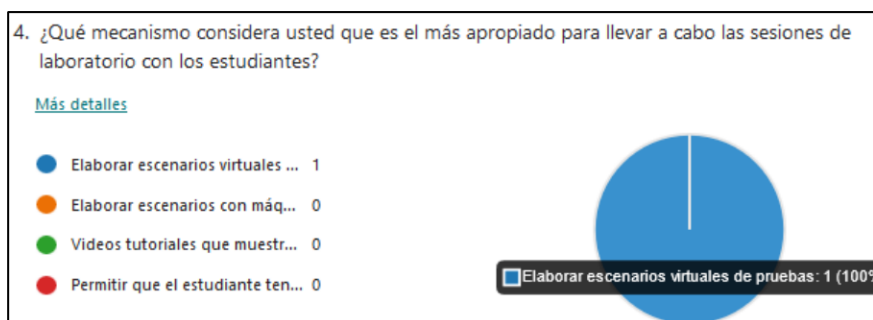 4. ¿Qué mecanismo considera usted que es el más apropiado para llevar a cabo las sesiones de
laboratorio con los estudiantes?
Más detalles
Elaborar escenarios virtuales ... 1
Elaborar escenarios con máq... 0
Videos tutoriales que muestr... 0
Permitir que el estudiante ten... 0
Elaborar escenarios virtuales de pruebas: 1 (100%